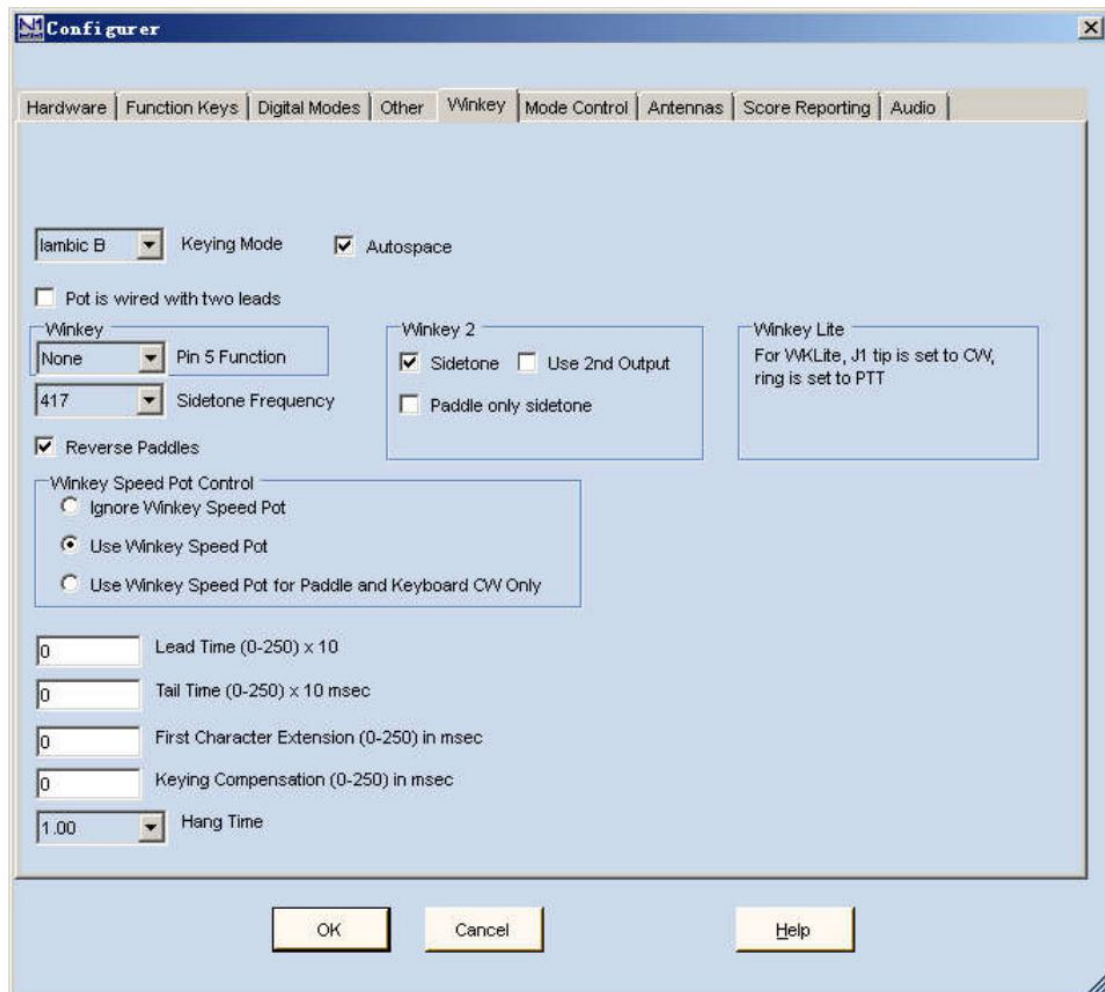 N1
Configurer
Hardware Function Keys Digital Modes Other Winkey Mode Control Antennas Score Reporting Audio
Iambic B Keying Mode Autospace
Pot is wired with two leads
Winkey
None Pin 5 Function
417 Sidetone Frequency
Reverse Paddles
Winkey 2
Sidetone Use 2nd Output
Paddle only sidetone
Winkey Lite
For WKLite, J1 tip is set to CW,
ring is set to PTT
Winkey Speed Pot Control
Ignore Winkey Speed Pot
Use Winkey Speed Pot
Use Winkey Speed Pot for Paddle and Keyboard CW Only
0 Lead Time (0-250) x 10
0 Tail Time (0-250) x 10 msec
0 First Character Extension (0-250) in msec
0 Keying Compensation (0-250) in msec
1.00 Hang Time
OK Cancel Help